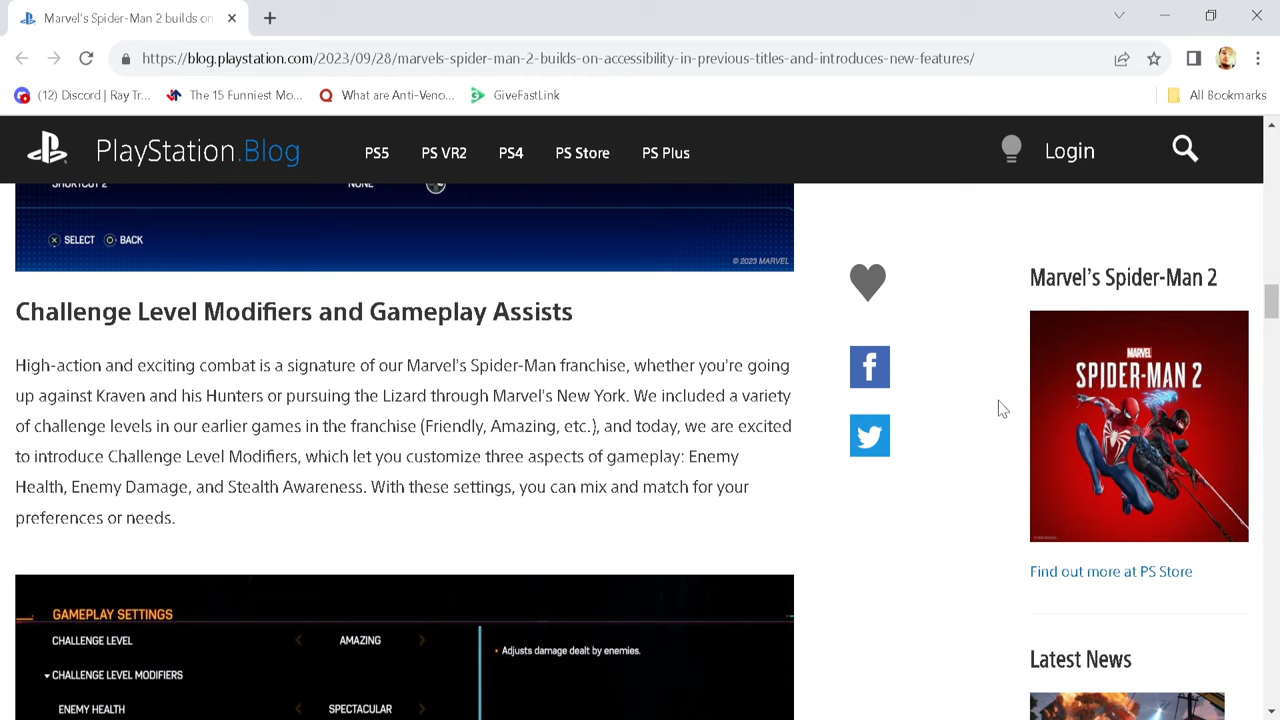 Marvel's Spider-Man 2 builds on
https://blog.playstation.com/2023/09/28/marvels-spider-man-2-builds-on-accessibility-in-previous-titles-and-introduces-new-features/
(12) Discord | Ray Tr... The 15 Funniest Mo... What are Anti-Veno... GiveFastLink All Bookmarks
PlayStation.Blog PS5 PS VR2 PS4 PS Store PS Plus Login
SHORTCUT 2 NONE
SELECT BACK
© 2023 MARVEL
Challenge Level Modifiers and Gameplay Assists
High-action and exciting combat is a signature of our Marvel's Spider-Man franchise, whether you're going
up against Kraven and his Hunters or pursuing the Lizard through Marvel's New York. We included a variety
of challenge levels in our earlier games in the franchise (Friendly, Amazing, etc.), and today, we are excited
to introduce Challenge Level Modifiers, which let you customize three aspects of gameplay: Enemy
Health, Enemy Damage, and Stealth Awareness. With these settings, you can mix and match for your
preferences or needs.
GAMEPLAY SETTINGS
CHALLENGE LEVEL AMAZING
• Adjusts damage dealt by enemies.
CHALLENGE LEVEL MODIFIERS
ENEMY HEALTH SPECTACULAR
Marvel's Spider-Man 2
MARVEL
SPIDER-MAN 2
Find out more at PS Store
Latest News